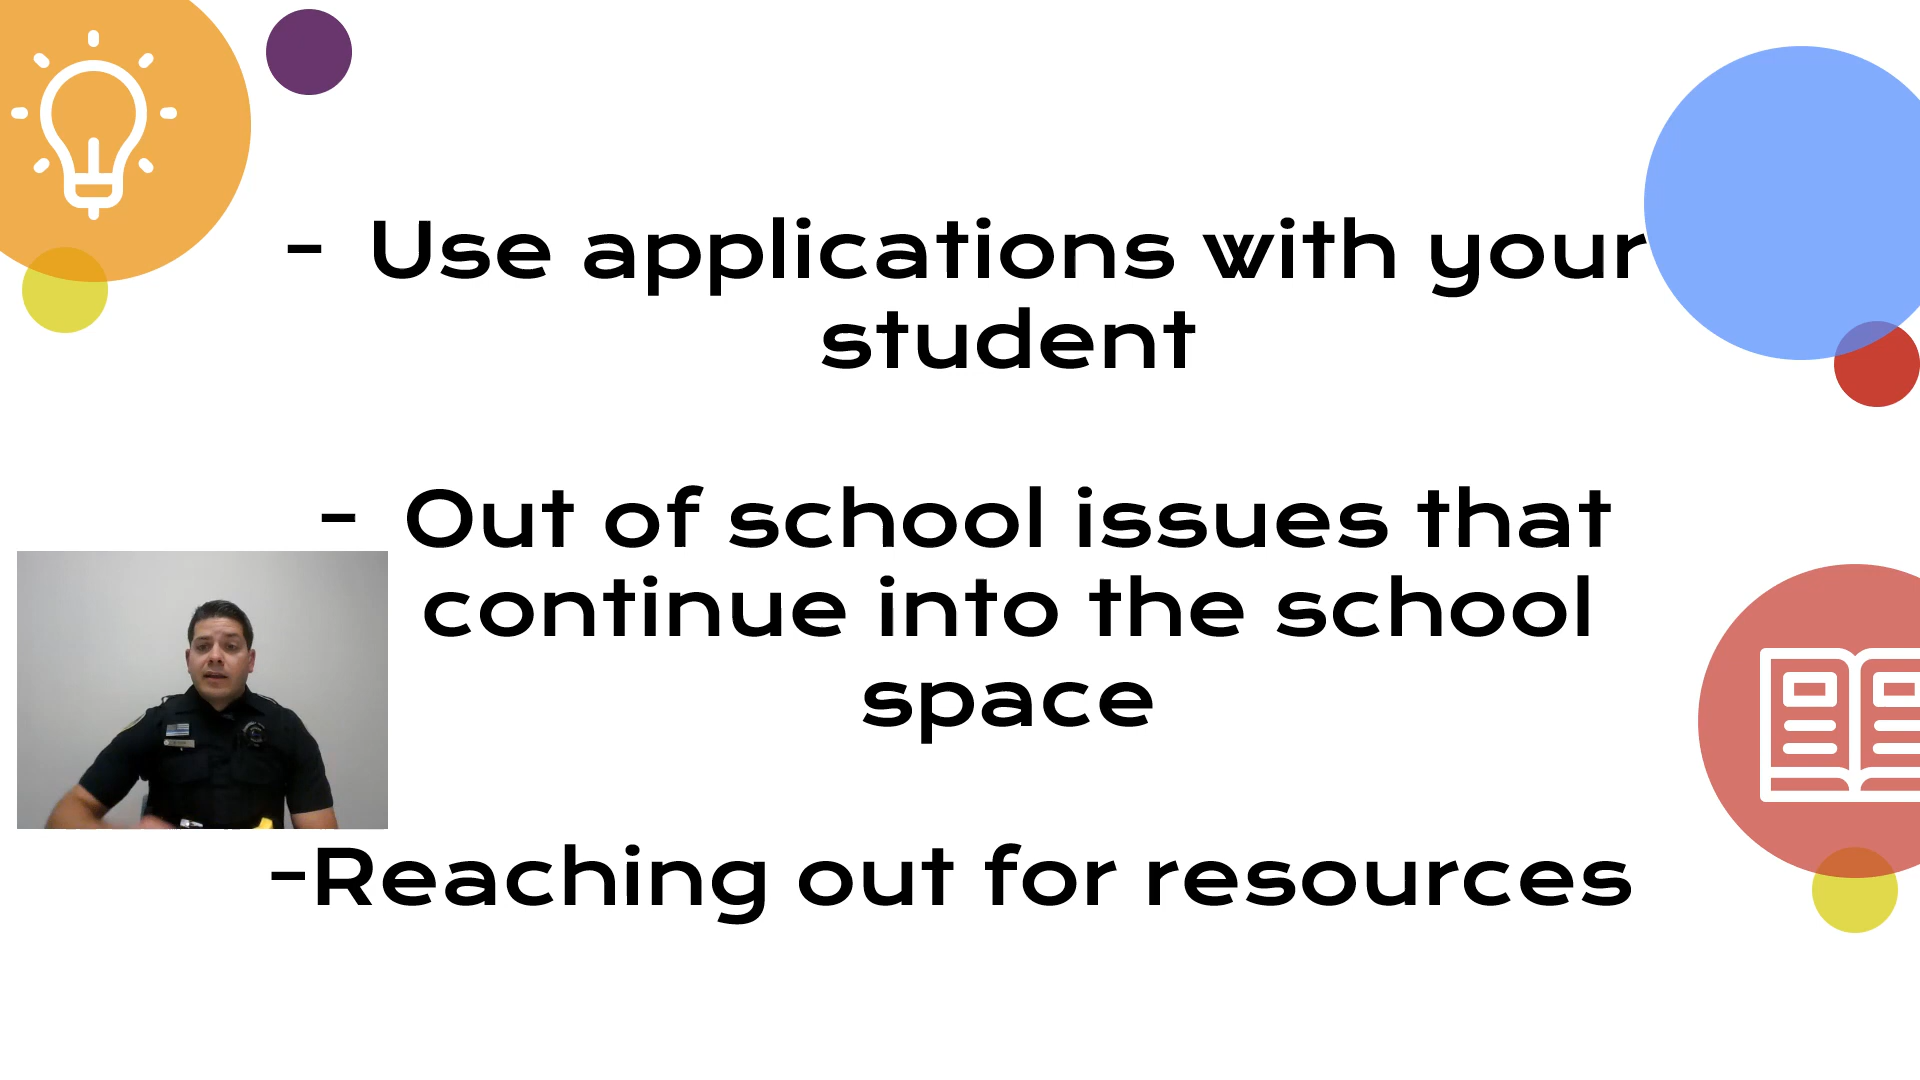 - Use applications with your
student
- Out of school issues that
continue into the school
space
-Reaching out for resources